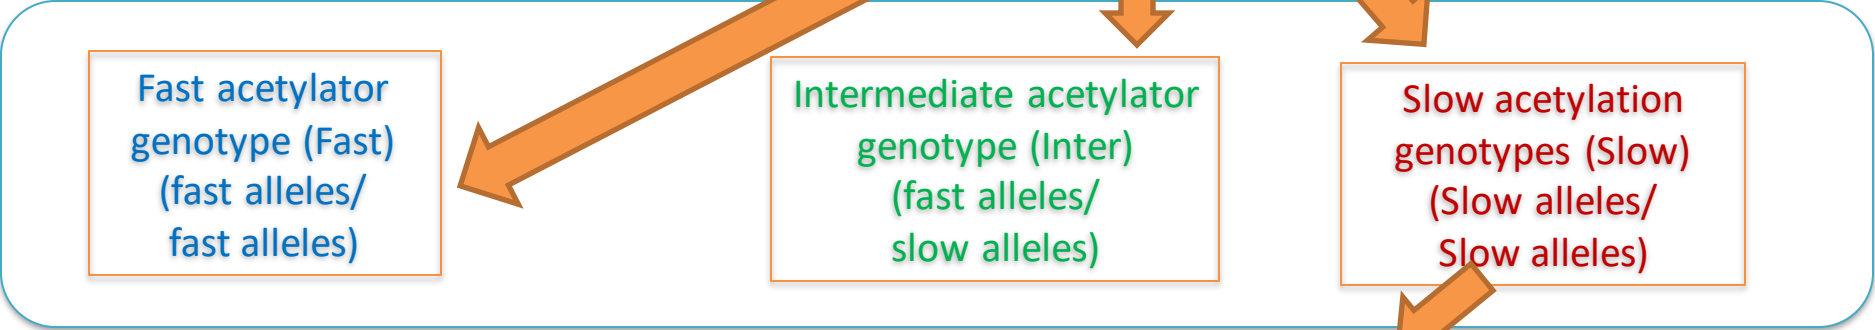 Fast acetylator
genotype (Fast)
(fast alleles/
fast alleles)
Intermediate acetylator
genotype (Inter)
(fast alleles/
slow alleles)
Slow acetylation
genotypes (Slow)
(Slow alleles/
Slow alleles)